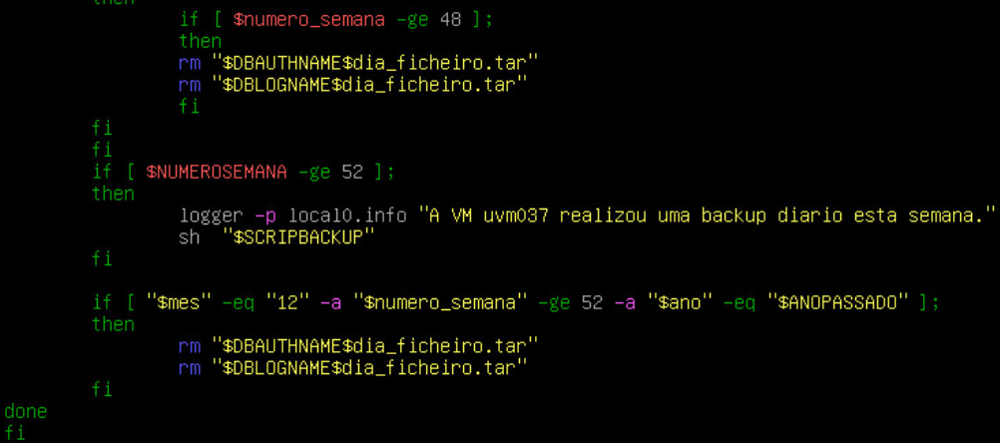 then
if [ $numero_semana -ge 48 ];
then
rm "$DBAUTHNAME$dia_ficheiro.tar"
rm "$DBLOGNAME$dia_ficheiro.tar"
fi
fi
fi
if [ $NUMEROSEMANA -ge 52 ];
then
logger -p local0.info "A VM uvm037 realizou uma backup diario esta semana."
sh "$SCRIPBACKUP"
fi
if [ "$mes" -eq "12" -a "$numero_semana" -ge 52 -a "$ano" -eq "$ANOPASSADO" ];
then
rm "$DBAUTHNAME$dia_ficheiro.tar"
rm "$DBLOGNAME$dia_ficheiro.tar"
fi
done
fi